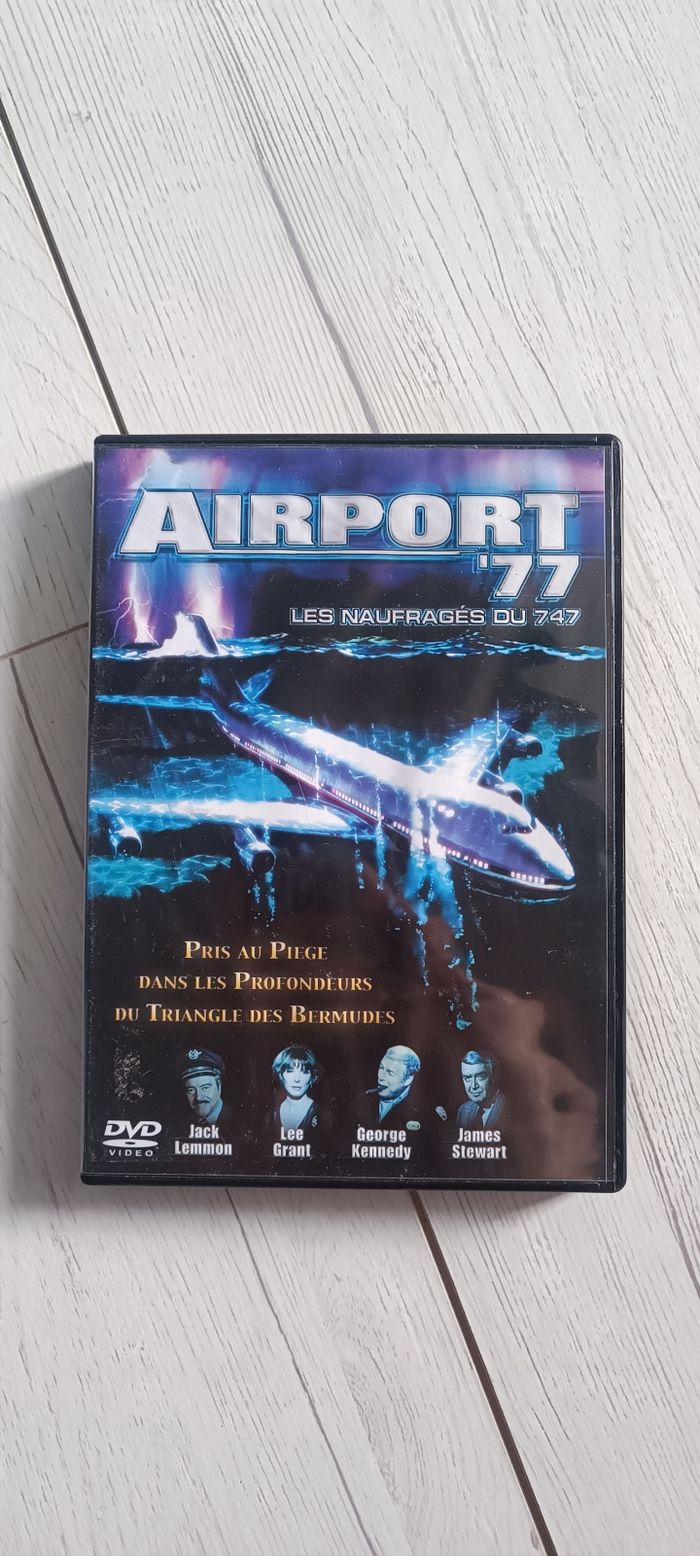 AIRPORT
'77
LES NAUFRAGÉS DU 747
PRIS AU PIEGE
DANS LES PROFONDEURS
DU TRIANGLE DES BERMUDES
Jack
Lemmon
Lee
Grant
George
Kennedy
James
Stewart
DVD
VIDEO